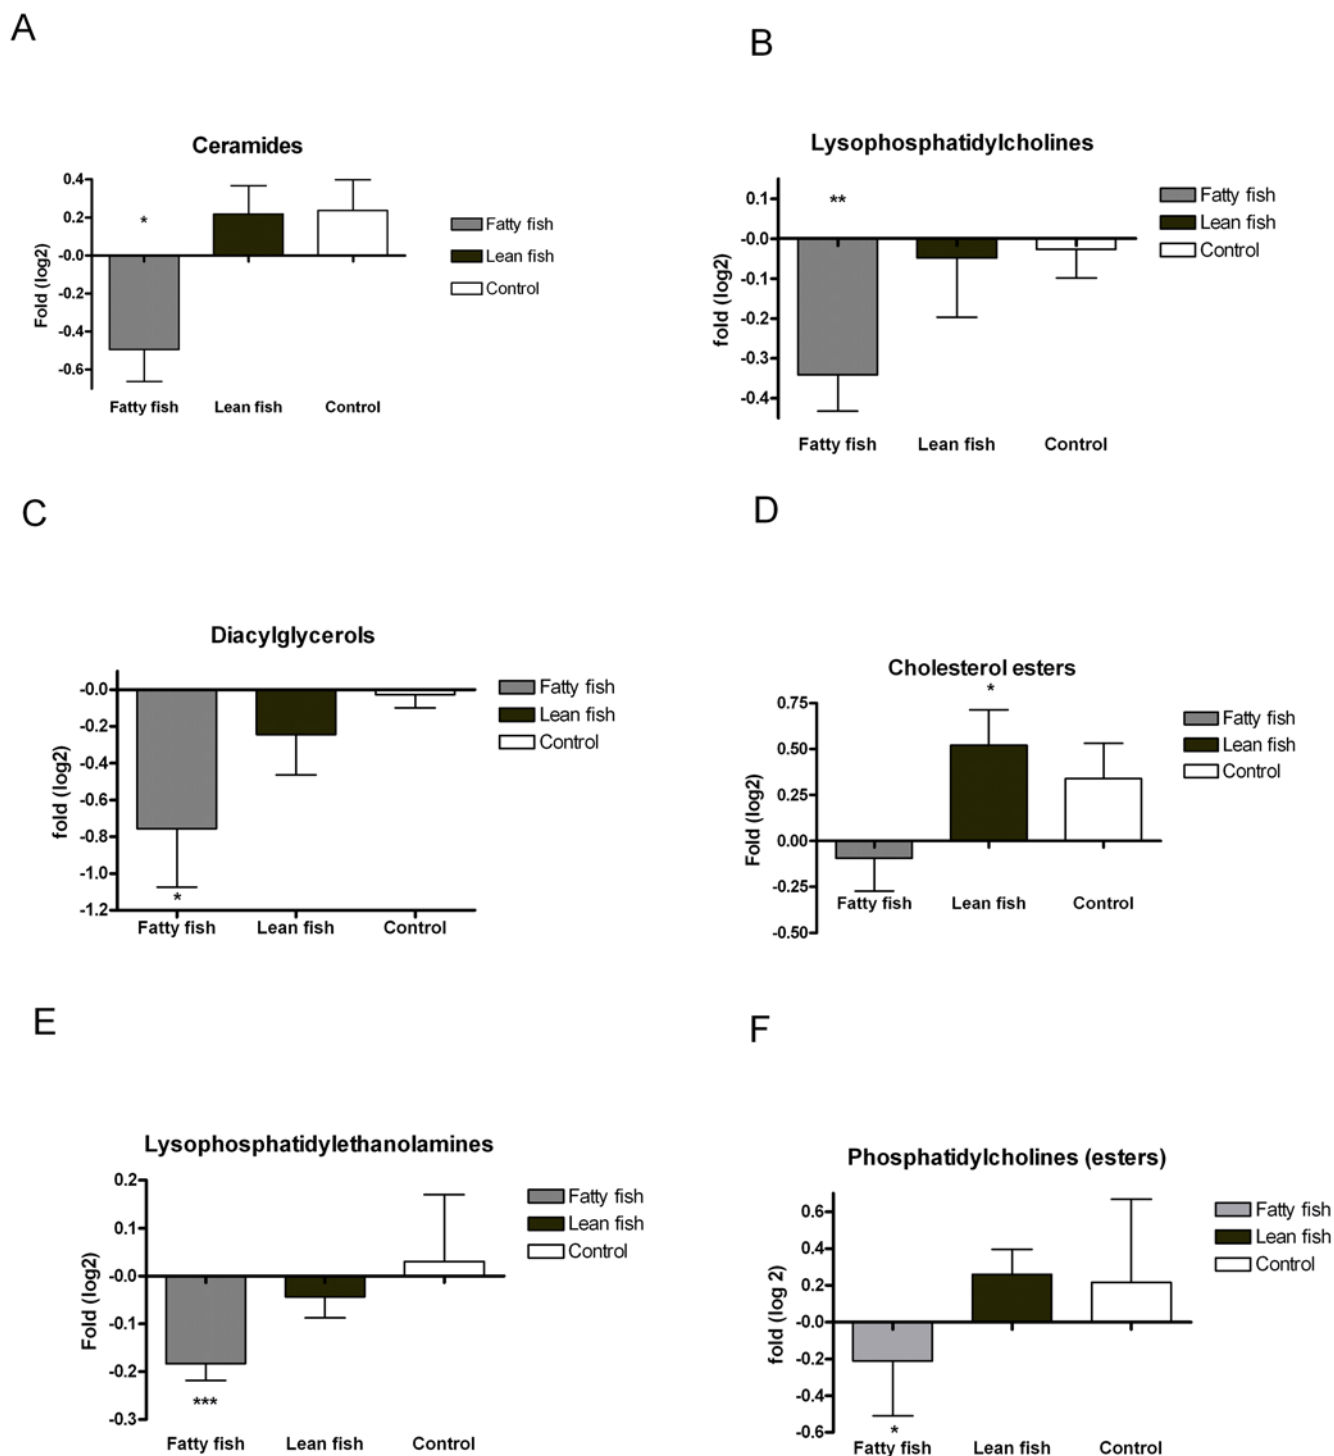 A
Ceramides
Fold (log2)
0.4
0.2
-0.0
-0.2
-0.4
-0.6
*
Fatty fish
Lean fish
Control
Fatty fish
Lean fish
Control
B
Lysophosphatidylcholines
fold (log2)
0.1
-0.0
-0.1
-0.2
-0.3
-0.4
**
Fatty fish
Lean fish
Control
Fatty fish
Lean fish
Control
C
Diacylglycerols
fold (log2)
-0.0
-0.2
-0.4
-0.6
-0.8
-1.0
-1.2
*
Fatty fish
Lean fish
Control
Fatty fish
Lean fish
Control
D
Cholesterol esters
Fold (log2)
0.75
0.50
0.25
0.00
-0.25
-0.50
*
Fatty fish
Lean fish
Control
Fatty fish
Lean fish
Control
E
Lysophosphatidylethanolamines
Fold (log2)
0.2
0.1
-0.0
-0.1
-0.2
-0.3
***
Fatty fish
Lean fish
Control
Fatty fish
Lean fish
Control
F
Phosphatidylcholines (esters)
fold (log 2)
0.6
0.4
0.2
-0.0
-0.2
-0.4
-0.6
*
Fatty fish
Lean fish
Control
Fatty fish
Lean fish
Control